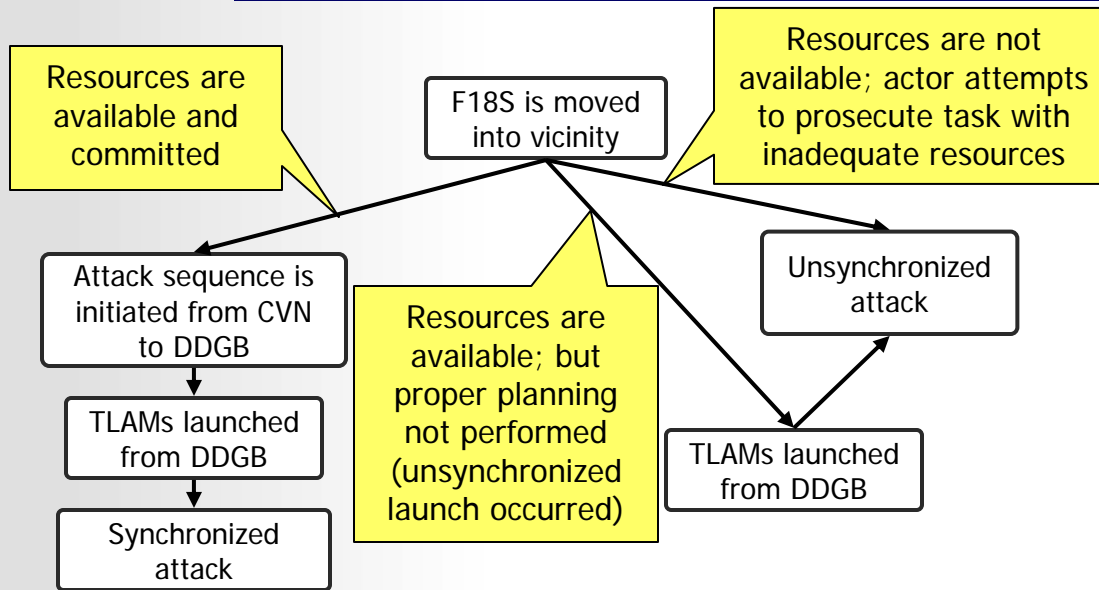 Resources are
available and
committed
F18S is moved
into vicinity
Resources are not
available; actor attempts
to prosecute task with
inadequate resources
Attack sequence is
initiated from CVN
to DDGB
Resources are
available; but
proper planning
not performed
(unsynchronized
launch occurred)
Unsynchronized
attack
TLAMs launched
from DDGB
TLAMs launched
from DDGB
Synchronized
attack